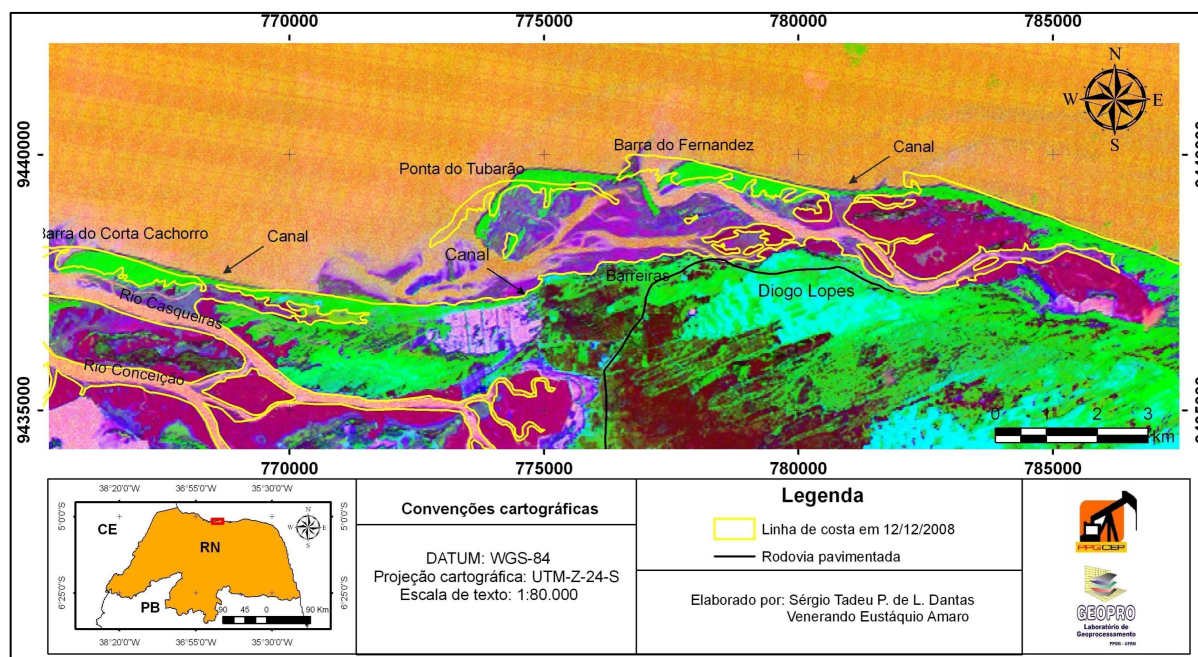 770000 775000 780000 785000
N
W E
S
9440000
9435000
Barra do Fernandez
Canal
Ponta do Tubarão
Barra do Corta Cachorro
Canal
Canal
Barreiras
Diogo Lopes
Rio Casqueiras
Rio Conceição
0 1 2 3
km
770000 775000 780000 785000
38°20'0"W 36°55'0"W 35°30'0"W
5°0'0"S
6°25'0"S
CE
RN
PB
N
W E
S
90 45 0 90 Km
38°20'0"W 36°55'0"W 35°30'0"W
5°0'0"S
6°25'0"S
Convenções cartográficas
DATUM: WGS-84
Projeção cartográfica: UTM-Z-24-S
Escala de texto: 1:80.000
Legenda
Linha de costa em 12/12/2008
Rodovia pavimentada
Elaborado por: Sérgio Tadeu P. de L. Dantas
Venerando Eustáquio Amaro
PPGCEP
GEOPRO
Laboratório de
Geoprocessamento
PPGG - UFRN